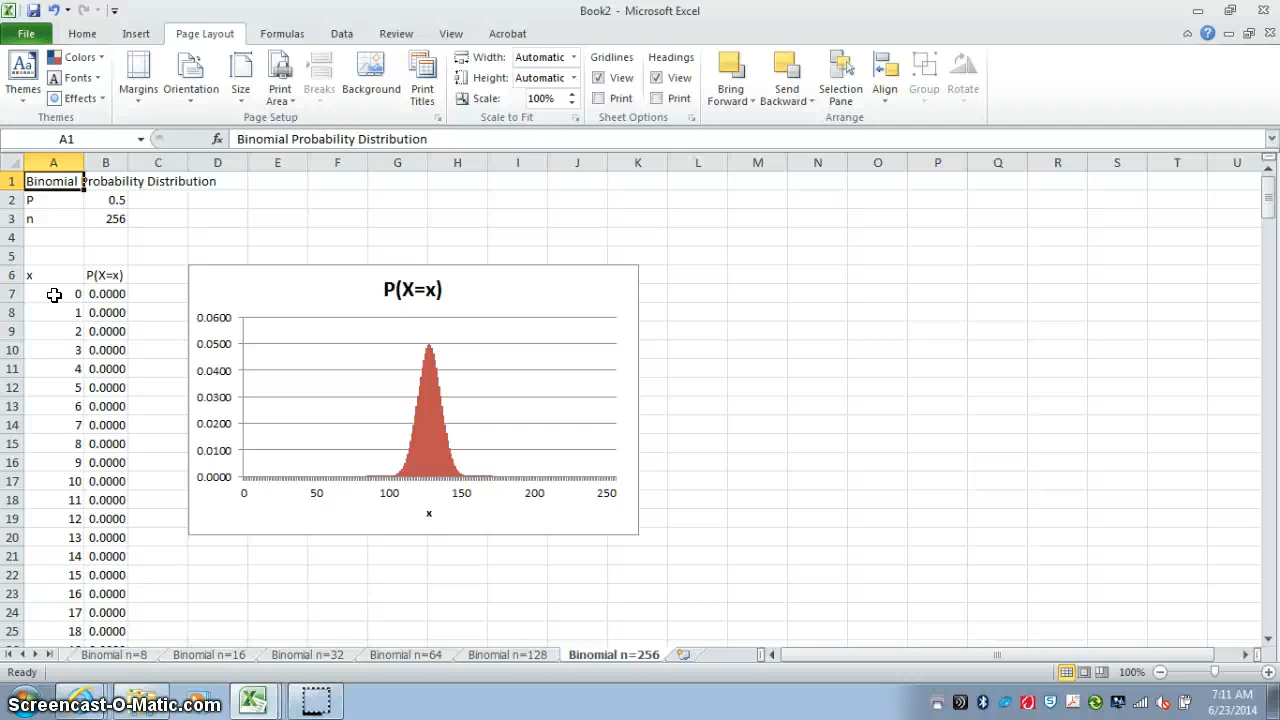 Book2 - Microsoft Excel
File Home Insert Page Layout Formulas Data Review View Acrobat
Themes Colors Fonts Effects Margins Orientation Size Print Area Breaks Background Print Titles Width: Automatic Height: Automatic Scale: 100% Gridlines View Print Headings View Print Bring Forward Send Backward Selection Pane Align Group Rotate
Themes Page Setup Scale to Fit Sheet Options Arrange
A1 fx Binomial Probability Distribution
A B C D E F G H I J K L M N O P Q R S T U
1 Binomial Probability Distribution
2 P 0.5
3 n 256
4
5
6 x P(X=x)
7 0 0.0000
8 1 0.0000
9 2 0.0000
10 3 0.0000
11 4 0.0000
12 5 0.0000
13 6 0.0000
14 7 0.0000
15 8 0.0000
16 9 0.0000
17 10 0.0000
18 11 0.0000
19 12 0.0000
20 13 0.0000
21 14 0.0000
22 15 0.0000
23 16 0.0000
24 17 0.0000
25 18 0.0000
P(X=x)
0.0600
0.0500
0.0400
0.0300
0.0200
0.0100
0.0000
0 50 100 150 200 250
x
Binomial n=8 Binomial n=16 Binomial n=32 Binomial n=64 Binomial n=128 Binomial n=256
Ready 100%
Screencast-O-Matic.com
7:11 AM
6/23/2014